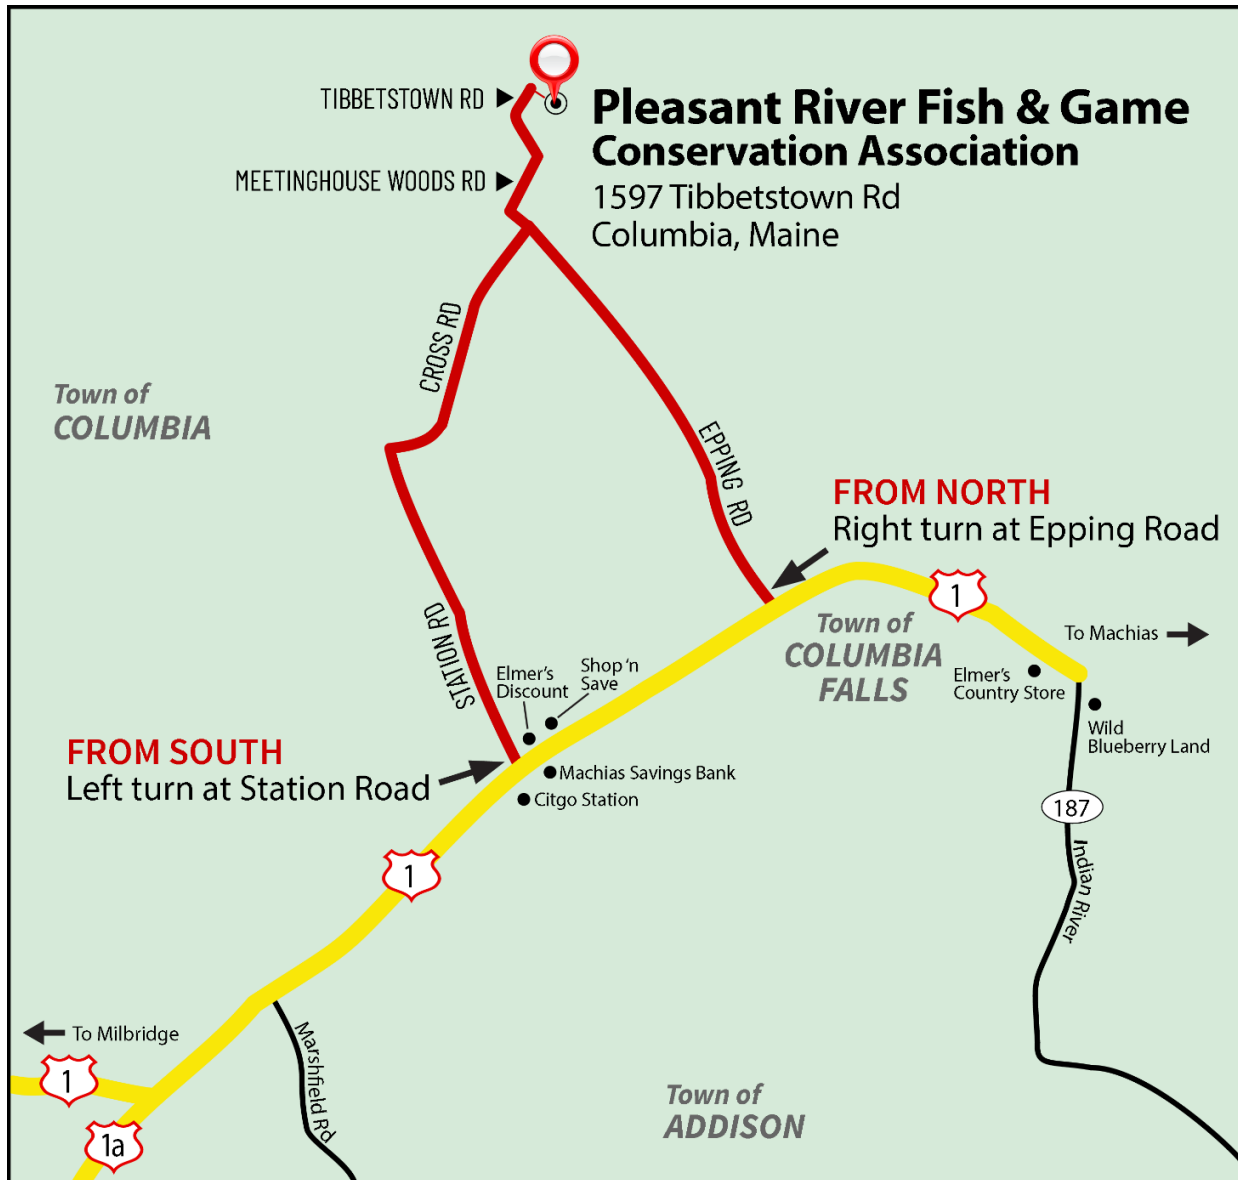 TIBBETSTOWN RD
Pleasant River Fish & Game
Conservation Association
MEETINGHOUSE WOODS RD
1597 Tibbetstown Rd
Columbia, Maine
CROSS RD
Town of
COLUMBIA
EPPING RD
FROM NORTH
Right turn at Epping Road
1
STATION RD
Town of
COLUMBIA
FALLS
To Machias
Elmer's
Discount
Shop 'n
Save
Elmer's
Country Store
Wild
Blueberry Land
FROM SOUTH
Left turn at Station Road
Machias Savings Bank
Citgo Station
187
1
Indian River
To Milbridge
Marshfield Rd
1
1a
Town of
ADDISON